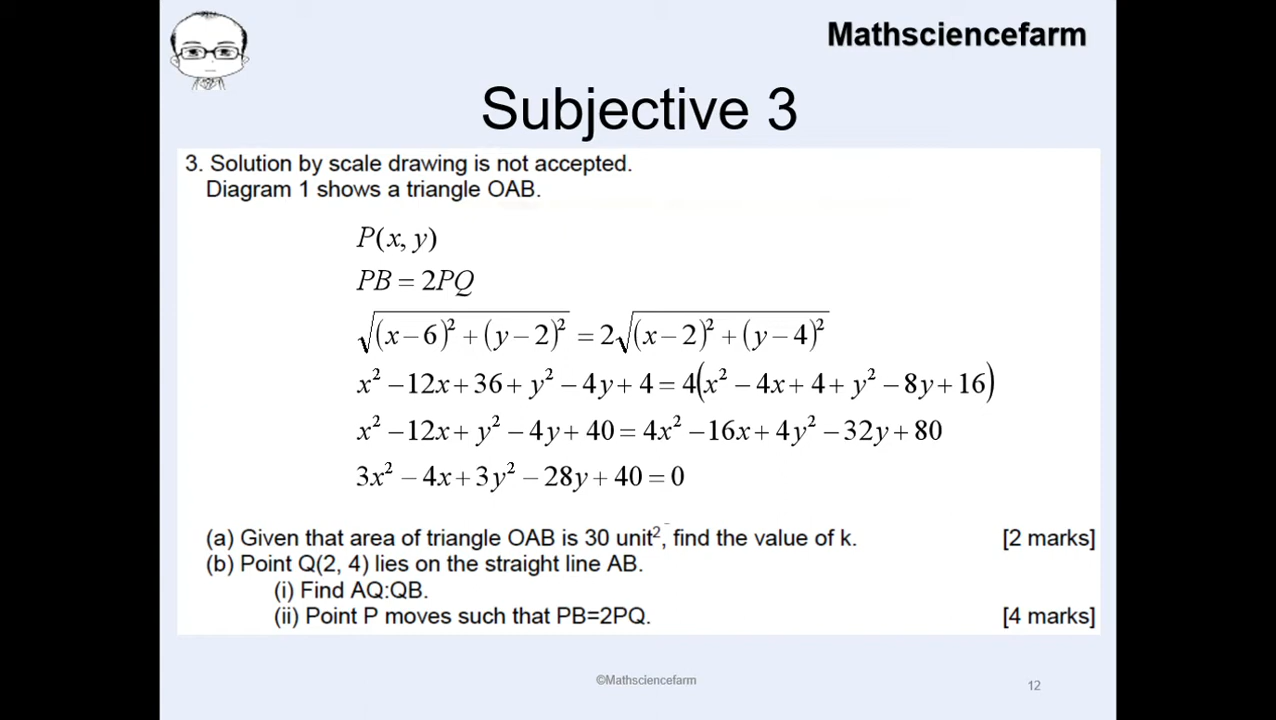 Mathsciencefarm
Subjective 3
3. Solution by scale drawing is not accepted.
Diagram 1 shows a triangle OAB.
P(x, y)
PB = 2PQ
√((x − 6)² + (y − 2)²) = 2√((x − 2)² + (y − 4)²)
x² − 12x + 36 + y² − 4y + 4 = 4(x² − 4x + 4 + y² − 8y + 16)
x² − 12x + y² − 4y + 40 = 4x² − 16x + 4y² − 32y + 80
3x² − 4x + 3y² − 28y + 40 = 0
(a) Given that area of triangle OAB is 30 unit², find the value of k. [2 marks]
(b) Point Q(2, 4) lies on the straight line AB.
(i) Find AQ:QB.
(ii) Point P moves such that PB=2PQ. [4 marks]
©Mathsciencefarm
12